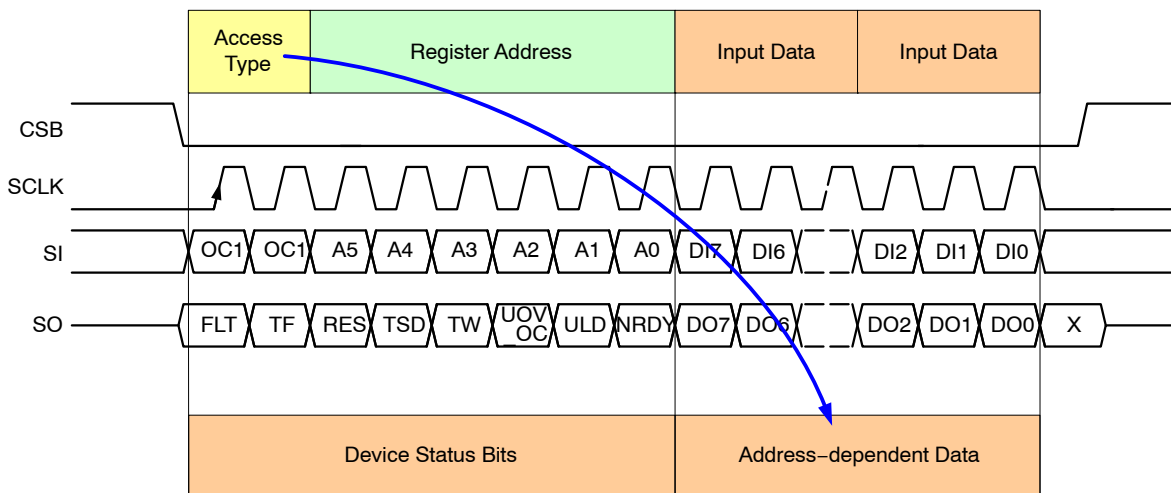 Access
Type
Register Address
Input Data
Input Data
CSB
SCLK
SI
OC1 OC1 A5 A4 A3 A2 A1 A0 DI7 DI6 DI2 DI1 DI0
SO
FLT TF RES TSD TW UOV
_OC ULD NRDY DO7 DO6 DO2 DO1 DO0 X
Device Status Bits
Address−dependent Data